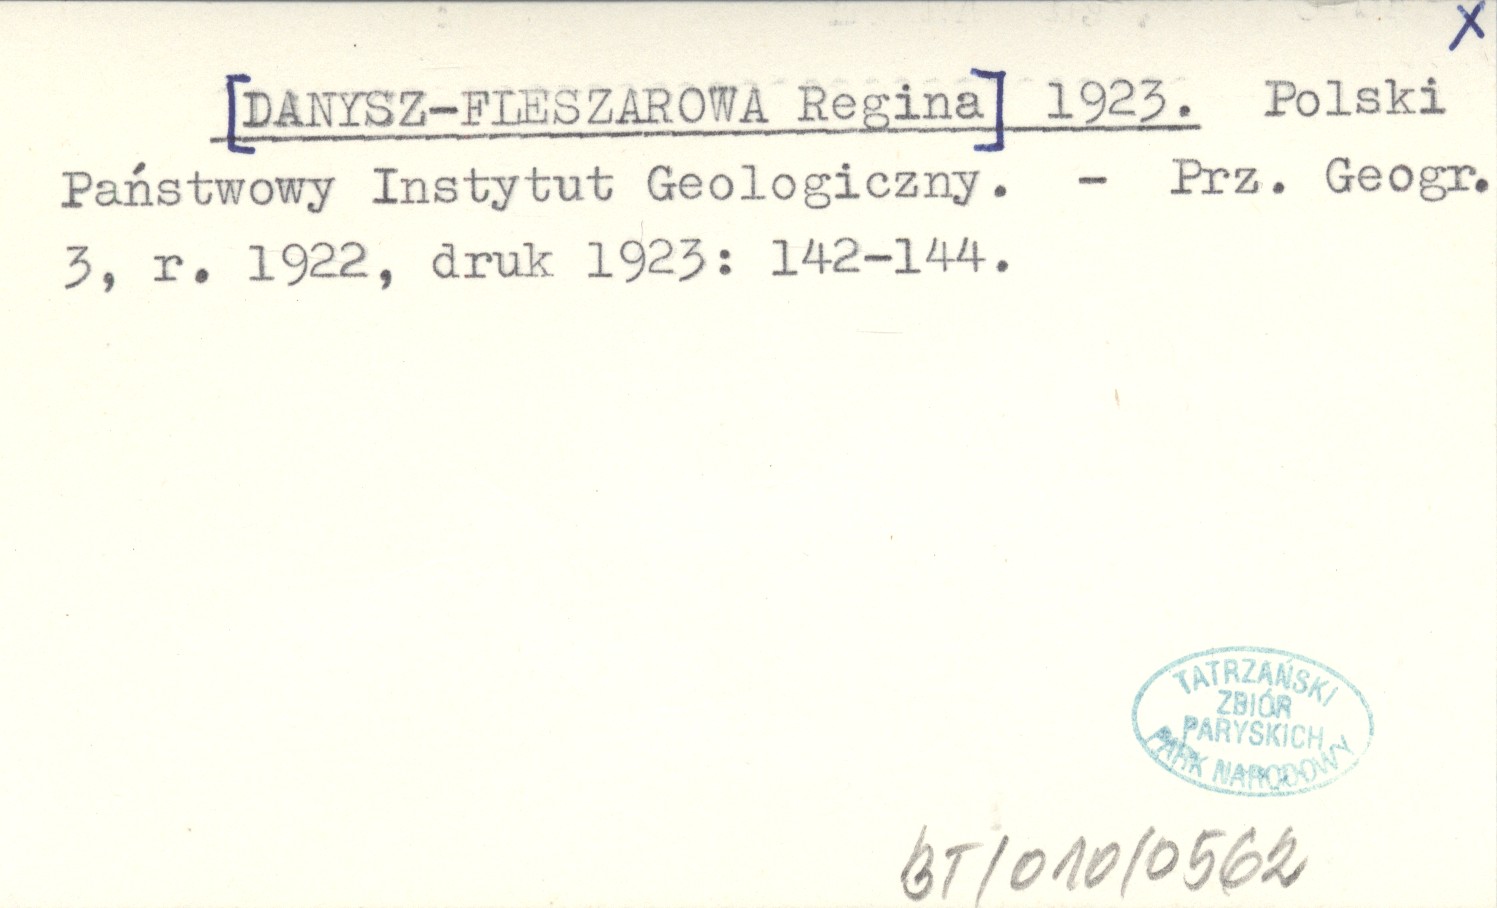 X
[DANYSZ-FLESZAROWA Regina] 1923. Polski
Państwowy Instytut Geologiczny. - Prz. Geogr.
3, r. 1922, druk 1923: 142-144.
TATRZAŃSKI
ZBIÓR
PARYSKICH
PARK NARODOWY
BT/010/0562